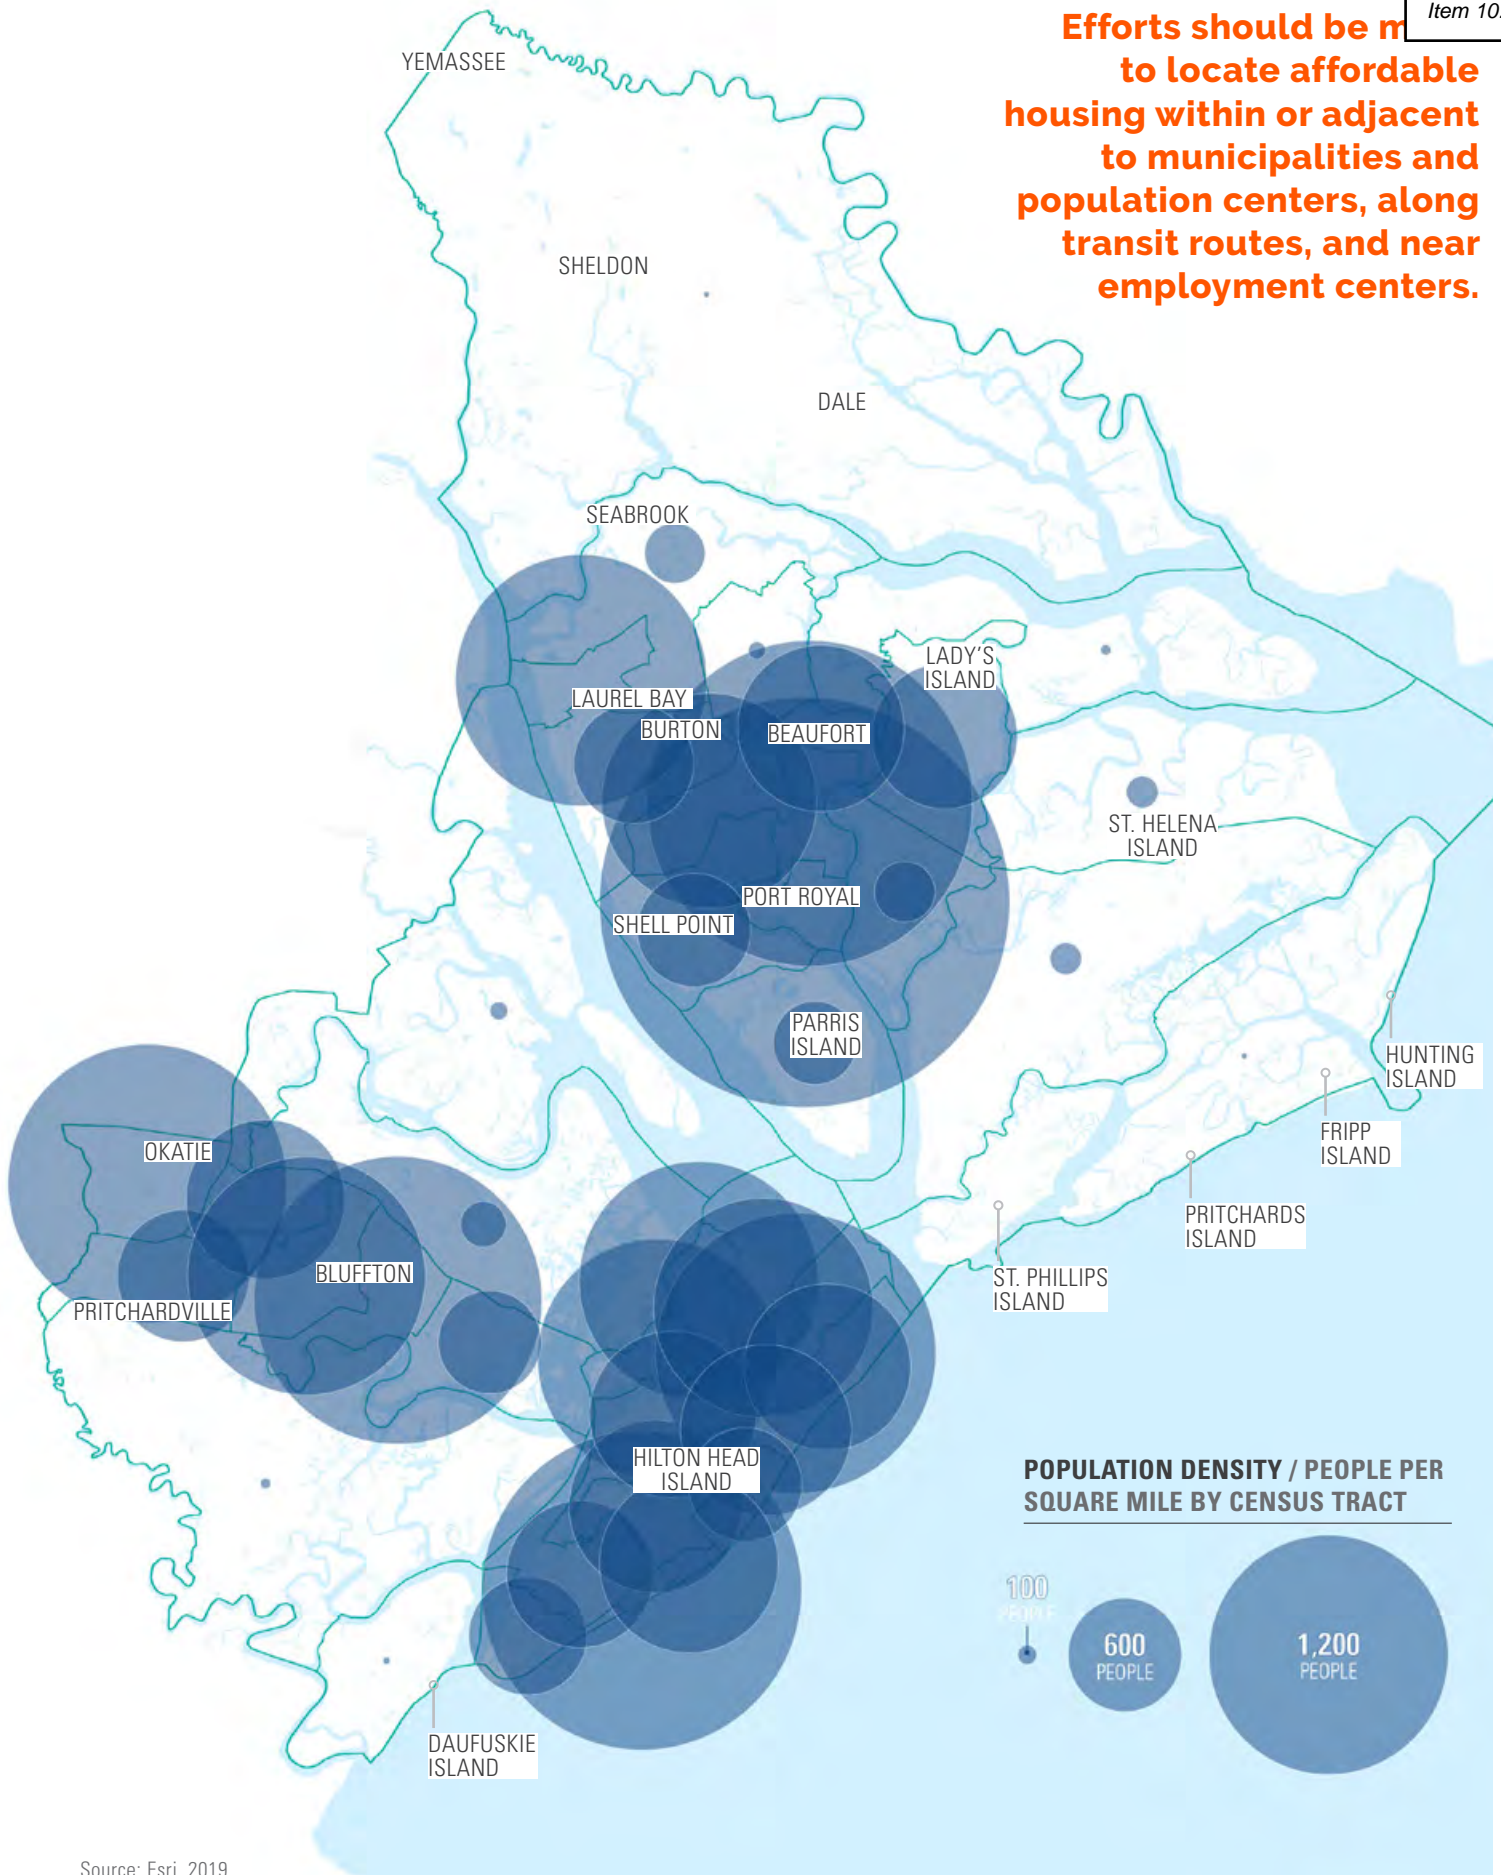 Item 10.
Efforts should be m
to locate affordable
housing within or adjacent
to municipalities and
population centers, along
transit routes, and near
employment centers.
YEMASSEE
SHELDON
DALE
SEABROOK
LADY'S
ISLAND
LAUREL BAY
BURTON
BEAUFORT
ST. HELENA
ISLAND
PORT ROYAL
SHELL POINT
PARRIS
ISLAND
HUNTING
ISLAND
FRIPP
ISLAND
OKATIE
PRITCHARDS
ISLAND
BLUFFTON
ST. PHILLIPS
ISLAND
PRITCHARDVILLE
HILTON HEAD
ISLAND
POPULATION DENSITY / PEOPLE PER
SQUARE MILE BY CENSUS TRACT
100
PEOPLE
600
PEOPLE
1,200
PEOPLE
DAUFUSKIE
ISLAND
Source: Esri, 2019